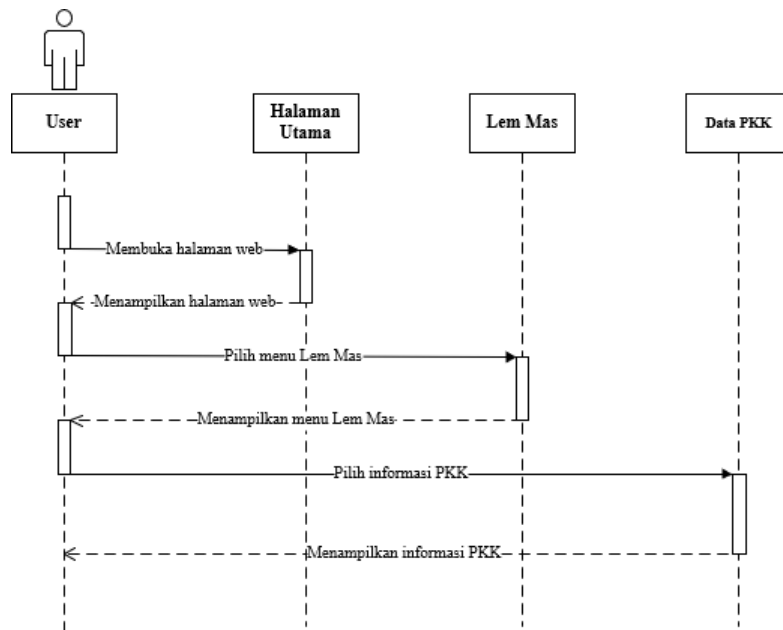 User
Halaman
Utama
Lem Mas
Data PKK
Membuka halaman web
Menampilkan halaman web
Pilih menu Lem Mas
Menampilkan menu Lem Mas
Pilih informasi PKK
Menampilkan informasi PKK